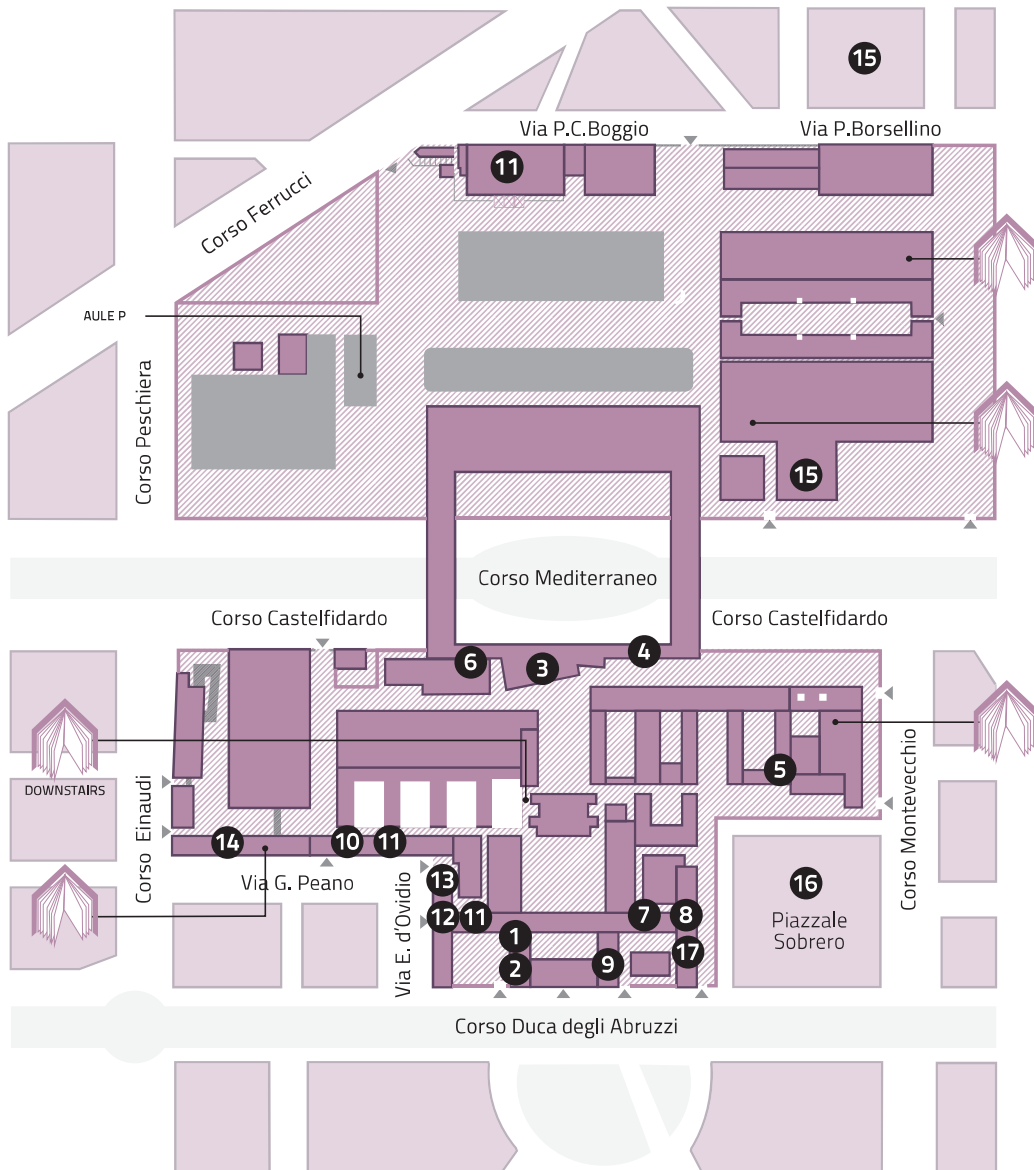 15
Via P.C.Boggio
Via P.Borsellino
11
Corso Ferrucci
AULE P
Corso Peschiera
15
Corso Mediterraneo
Corso Castelfidardo
Corso Castelfidardo
6
3
4
5
DOWNSTAIRS
Corso Einaudi
Corso Montevecchio
14
10
11
Via G. Peano
13
16
12
11
7
8
Piazzale
Sobrero
Via E. d'Ovidio
1
2
9
17
Corso Duca degli Abruzzi